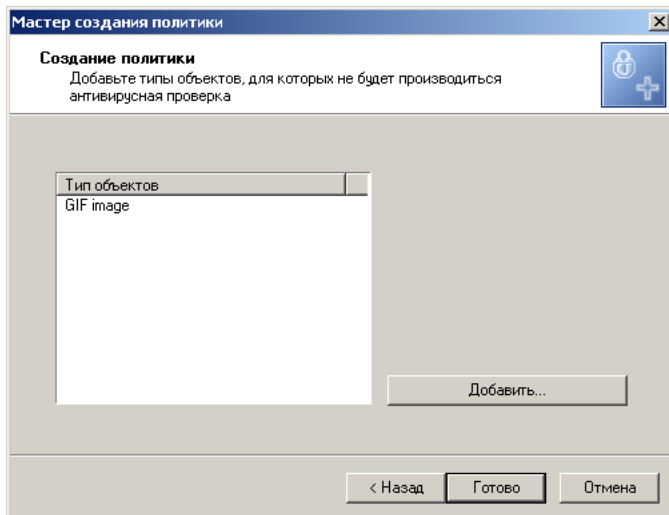 Мастер создания политики
Создание политики
Добавьте типы объектов, для которых не будет производиться
антивирусная проверка
Тип объектов
GIF image
Добавить...
< Назад
Готово
Отмена